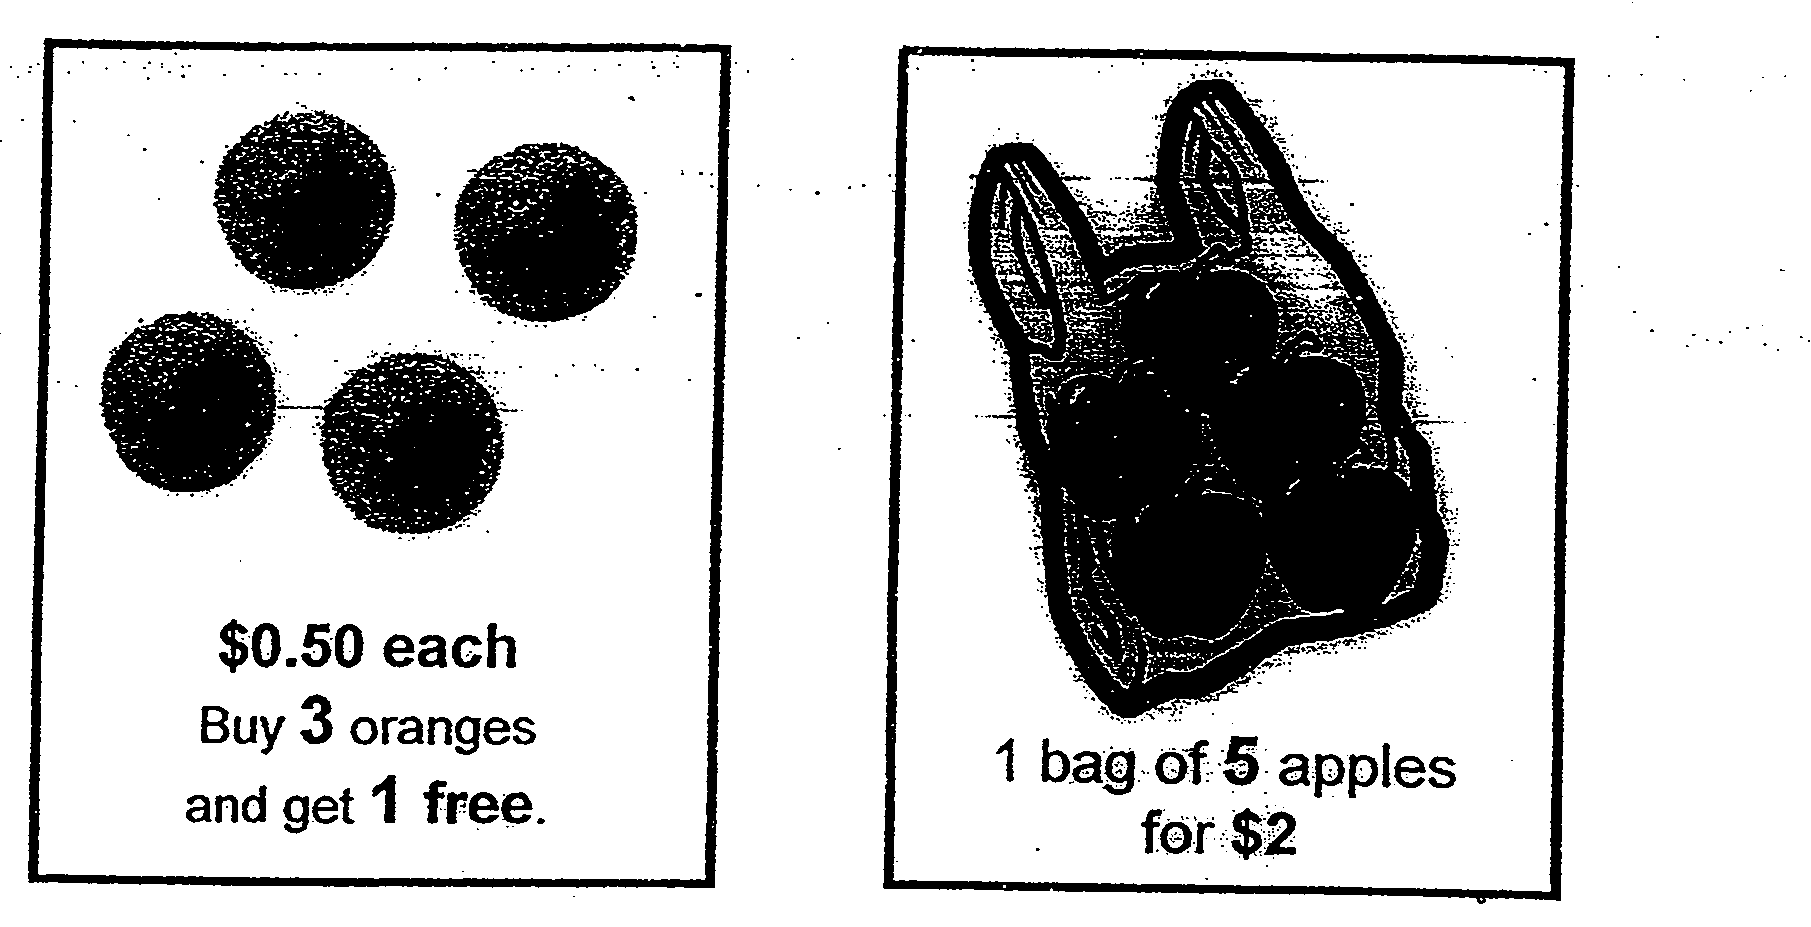 $0.50 each
Buy 3 oranges
and get 1 free.
1 bag of 5 apples
for $2